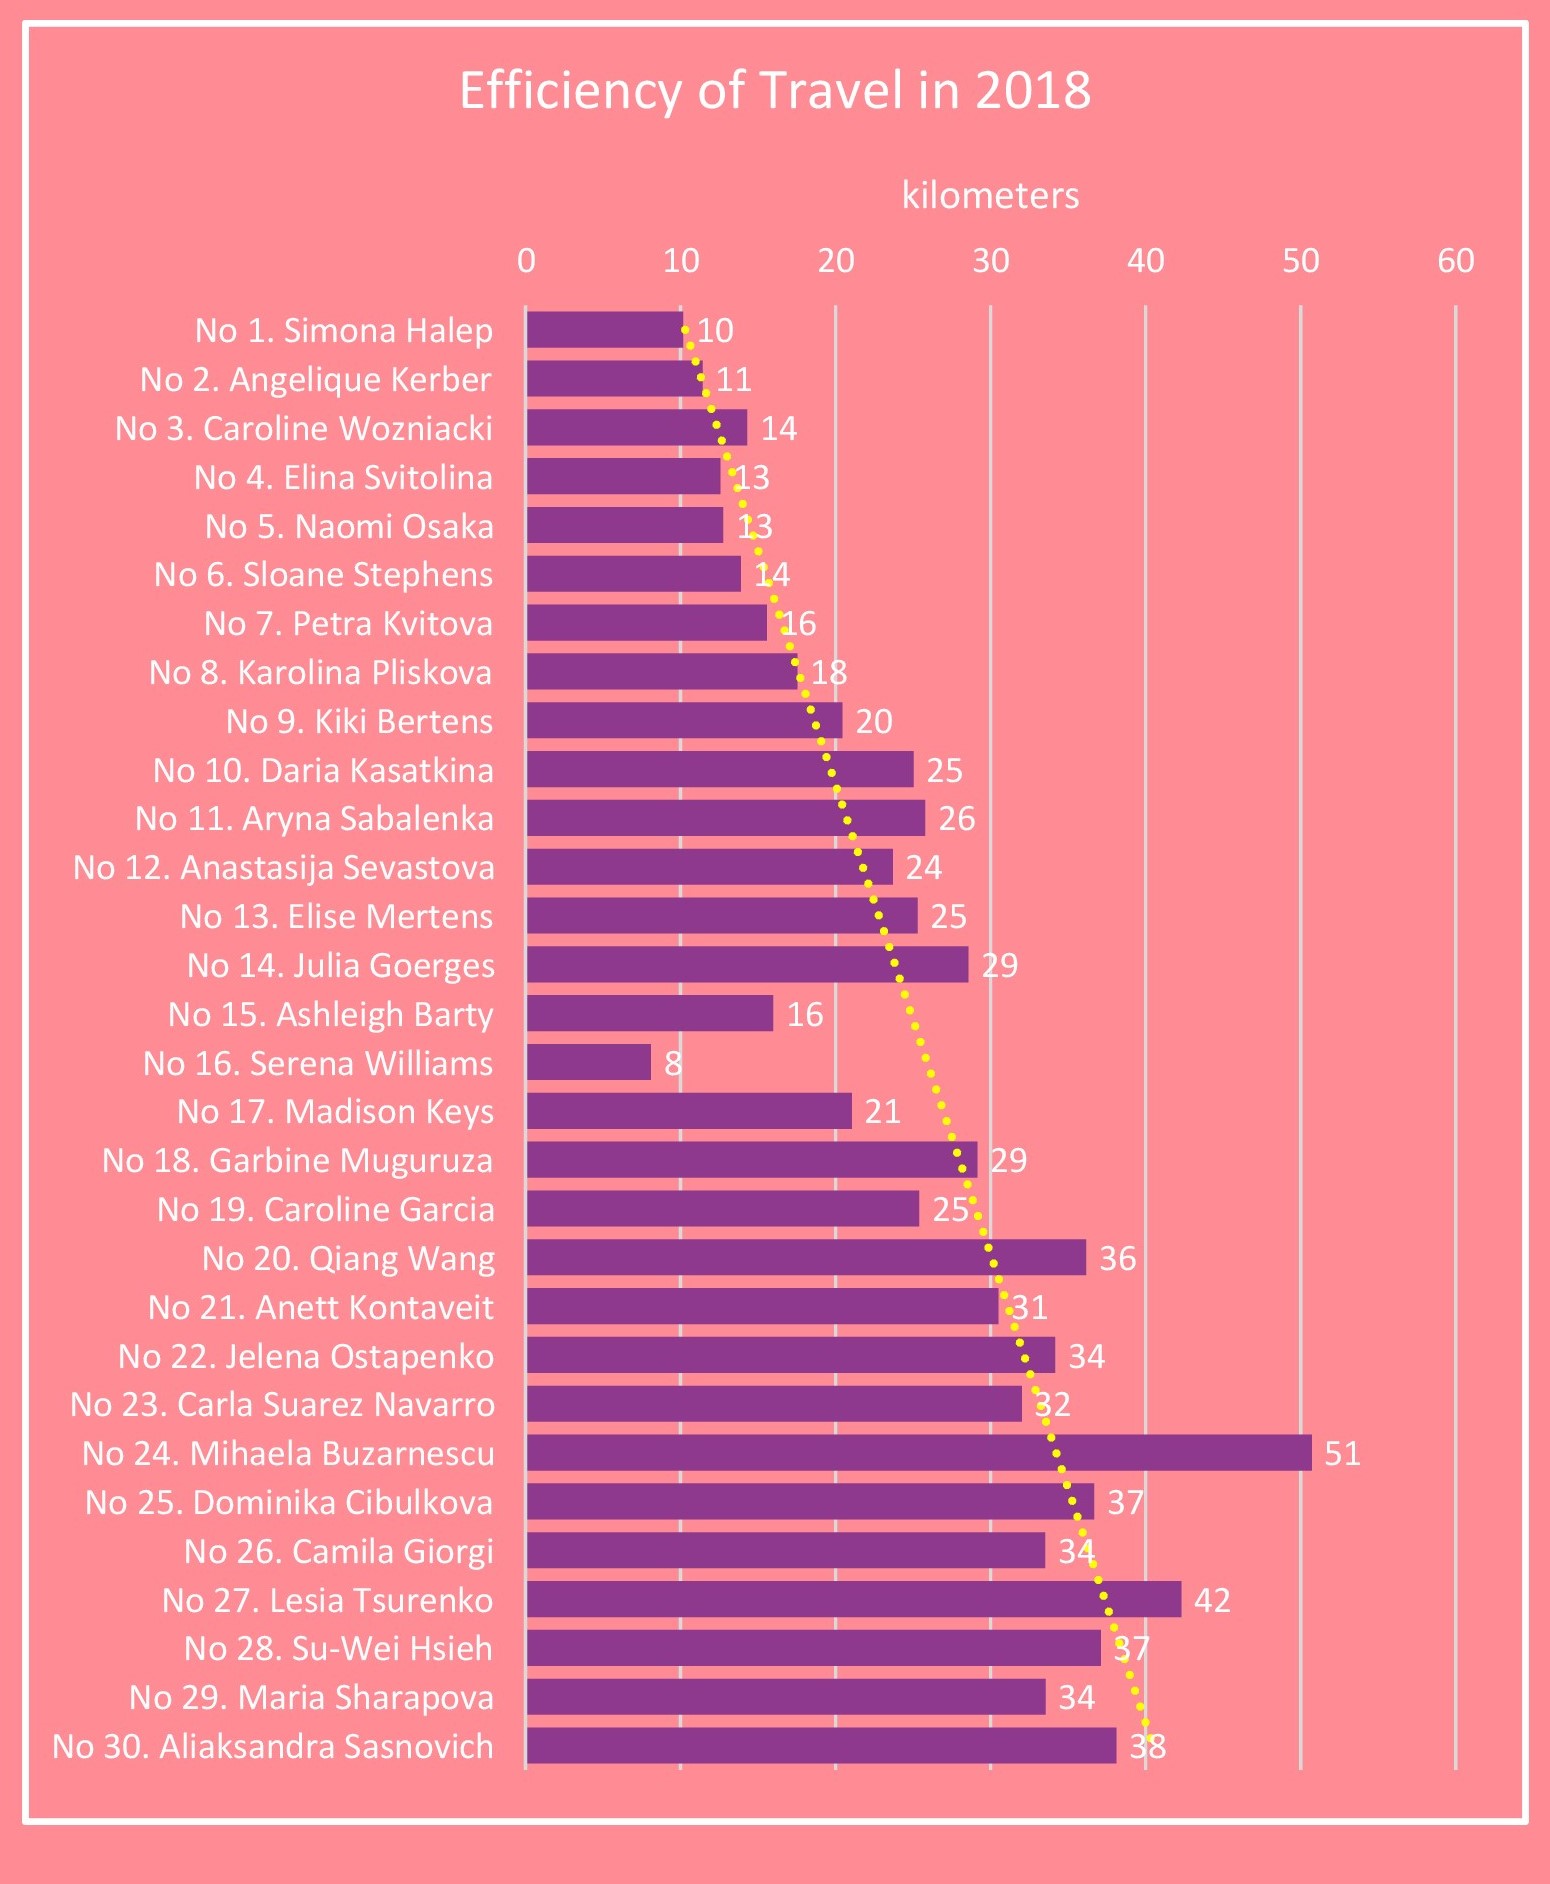 Efficiency of Travel in 2018
kilometers
0 10 20 30 40 50 60
No 1. Simona Halep 10
No 2. Angelique Kerber 11
No 3. Caroline Wozniacki 14
No 4. Elina Svitolina 13
No 5. Naomi Osaka 13
No 6. Sloane Stephens 14
No 7. Petra Kvitova 16
No 8. Karolina Pliskova 18
No 9. Kiki Bertens 20
No 10. Daria Kasatkina 25
No 11. Aryna Sabalenka 26
No 12. Anastasija Sevastova 24
No 13. Elise Mertens 25
No 14. Julia Goerges 29
No 15. Ashleigh Barty 16
No 16. Serena Williams 8
No 17. Madison Keys 21
No 18. Garbine Muguruza 29
No 19. Caroline Garcia 25
No 20. Qiang Wang 36
No 21. Anett Kontaveit 31
No 22. Jelena Ostapenko 34
No 23. Carla Suarez Navarro 32
No 24. Mihaela Buzarnescu 51
No 25. Dominika Cibulkova 37
No 26. Camila Giorgi 34
No 27. Lesia Tsurenko 42
No 28. Su-Wei Hsieh 37
No 29. Maria Sharapova 34
No 30. Aliaksandra Sasnovich 38